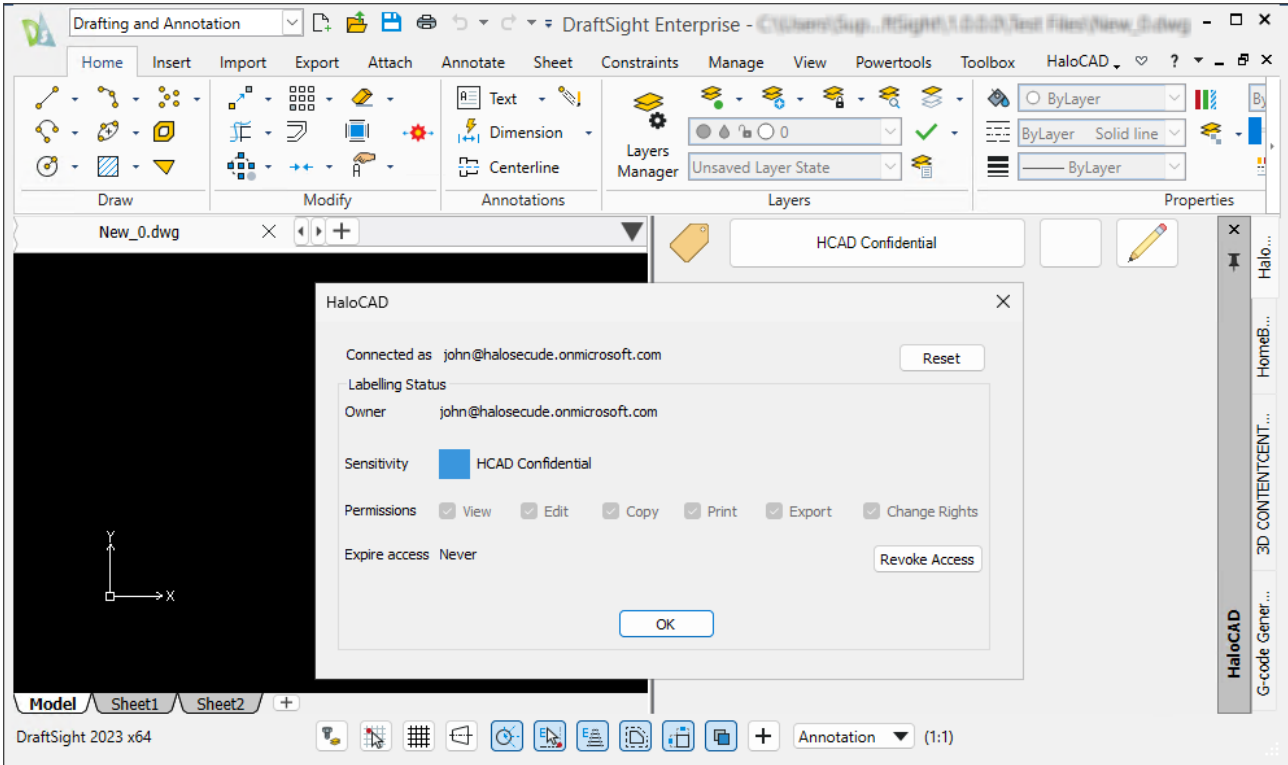 Drafting and Annotation
DraftSight Enterprise -
Home Insert Import Export Attach Annotate Sheet Constraints Manage View Powertools Toolbox HaloCAD ?
Text
Dimension
Centerline
Layers
Manager
0
Unsaved Layer State
ByLayer
ByLayer Solid line
ByLayer
By
Draw Modify Annotations Layers Properties
New_0.dwg
HCAD Confidential
HaloCAD
Connected as john@halosecude.onmicrosoft.com
Reset
Labelling Status
Owner john@halosecude.onmicrosoft.com
Sensitivity HCAD Confidential
Permissions View Edit Copy Print Export Change Rights
Expire access Never
Revoke Access
OK
Y
X
HaloCAD
Halo...
HomeB...
3D CONTENTCENT...
G-code Gener...
Model Sheet1 Sheet2
DraftSight 2023 x64
Annotation (1:1)